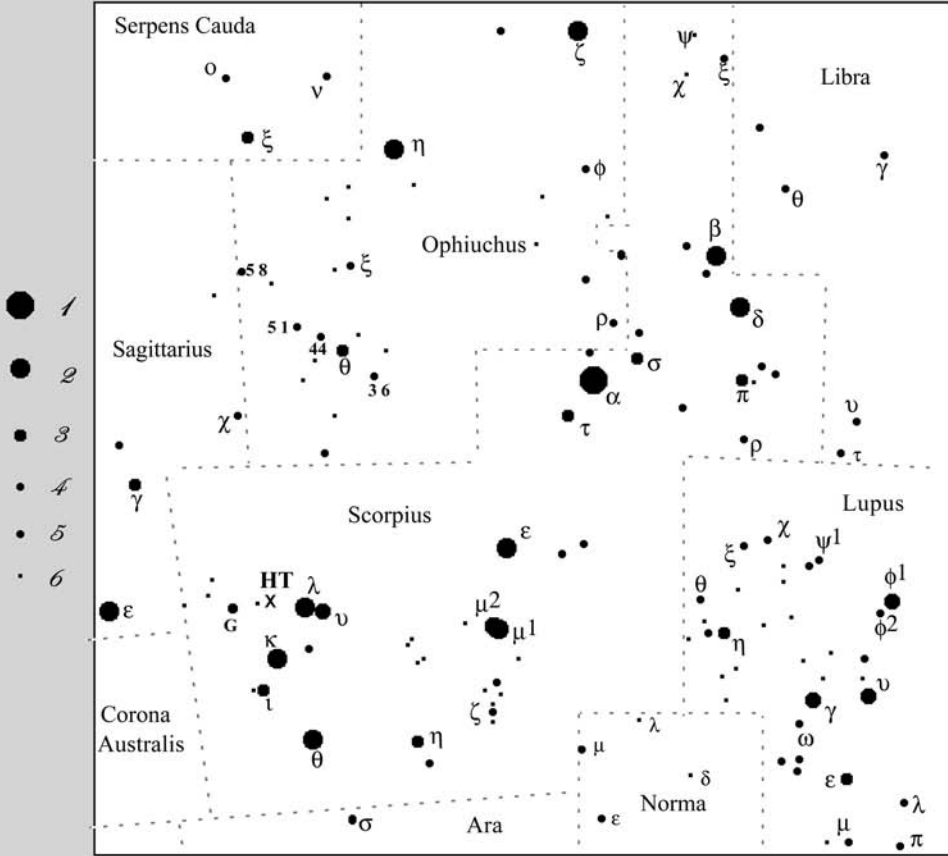 Serpens Cauda
ζ
ψ
ξ
χ
Libra
ο
ν
ξ
η
φ
γ
θ
β
Ophiuchus
ξ
58
1
δ
51
ρ
Sagittarius
44
θ
σ
2
36
α
π
χ
τ
υ
3
ρ
τ
4
γ
Scorpius
Lupus
5
ε
ξ
χ
ψ1
6
HT
λ
θ
φ1
ε
G
X
υ
μ2
μ1
φ2
κ
η
ι
υ
γ
Corona
Australis
ζ
λ
ω
θ
η
μ
δ
ε
Norma
λ
σ
Ara
ε
μ
π